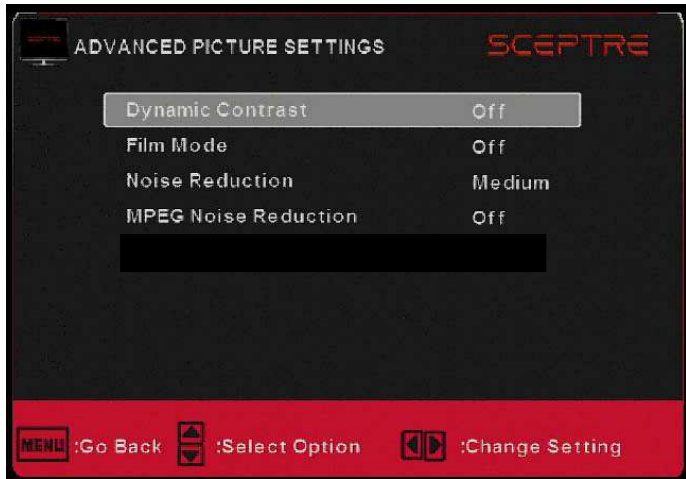 ADVANCED PICTURE SETTINGS SCEPTRE
Dynamic Contrast Off
Film Mode Off
Noise Reduction Medium
MPEG Noise Reduction Off
MENU :Go Back :Select Option :Change Setting